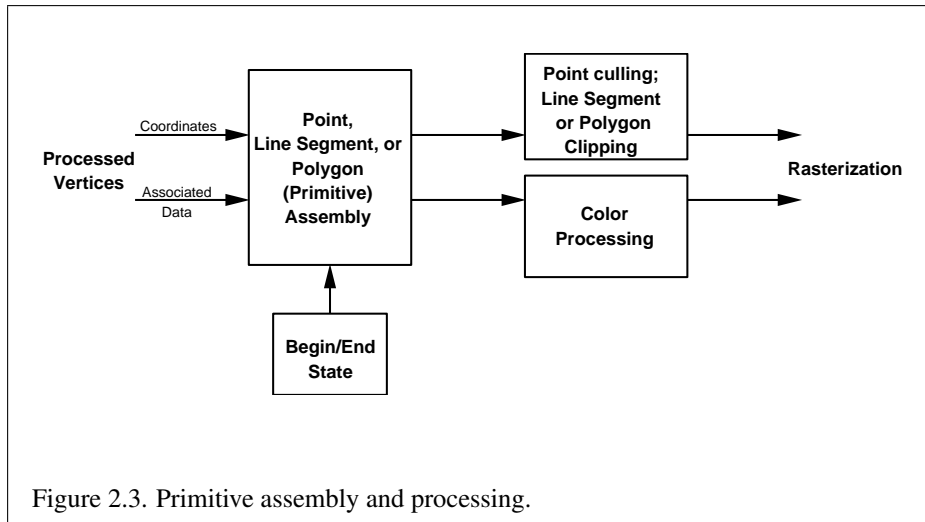 Coordinates
Processed
Vertices
Associated
Data
Point,
Line Segment, or
Polygon
(Primitive)
Assembly
Begin/End
State
Point culling;
Line Segment
or Polygon
Clipping
Color
Processing
Rasterization
Figure 2.3. Primitive assembly and processing.